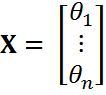 X = [θ₁
⋮
θₙ]